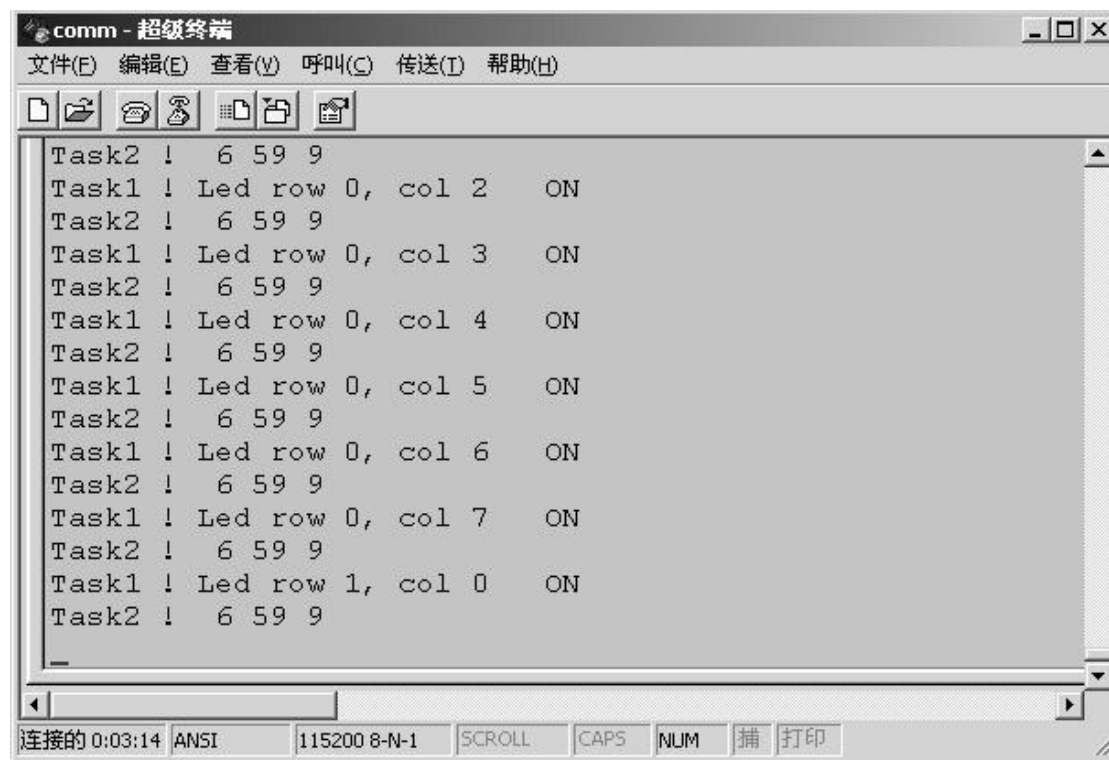 comm - 超级终端
文件(F) 编辑(E) 查看(V) 呼叫(C) 传送(T) 帮助(H)
Task2 ! 6 59 9
Task1 ! Led row 0, col 2 ON
Task2 ! 6 59 9
Task1 ! Led row 0, col 3 ON
Task2 ! 6 59 9
Task1 ! Led row 0, col 4 ON
Task2 ! 6 59 9
Task1 ! Led row 0, col 5 ON
Task2 ! 6 59 9
Task1 ! Led row 0, col 6 ON
Task2 ! 6 59 9
Task1 ! Led row 0, col 7 ON
Task2 ! 6 59 9
Task1 ! Led row 1, col 0 ON
Task2 ! 6 59 9
_
连接的 0:03:14 ANSI 115200 8-N-1 SCROLL CAPS NUM 捕 打印